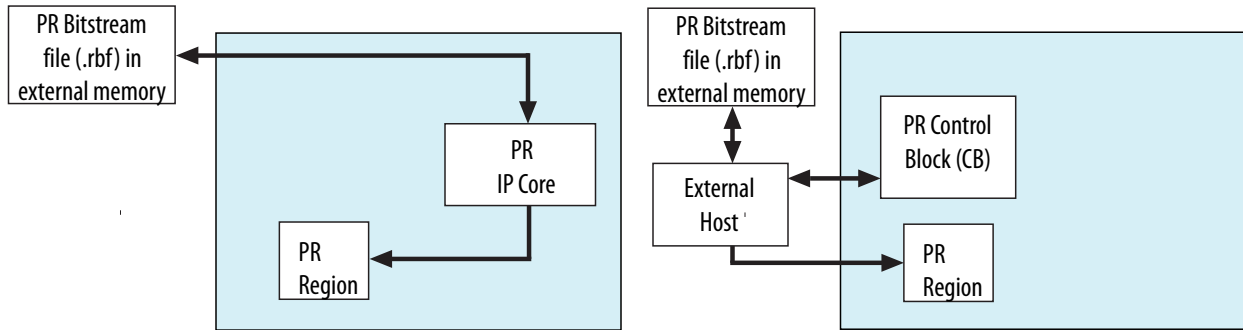 PR Bitstream
file (.rbf) in
external memory
PR
IP Core
PR
Region
PR Bitstream
file (.rbf) in
external memory
PR Control
Block (CB)
External
Host
PR
Region